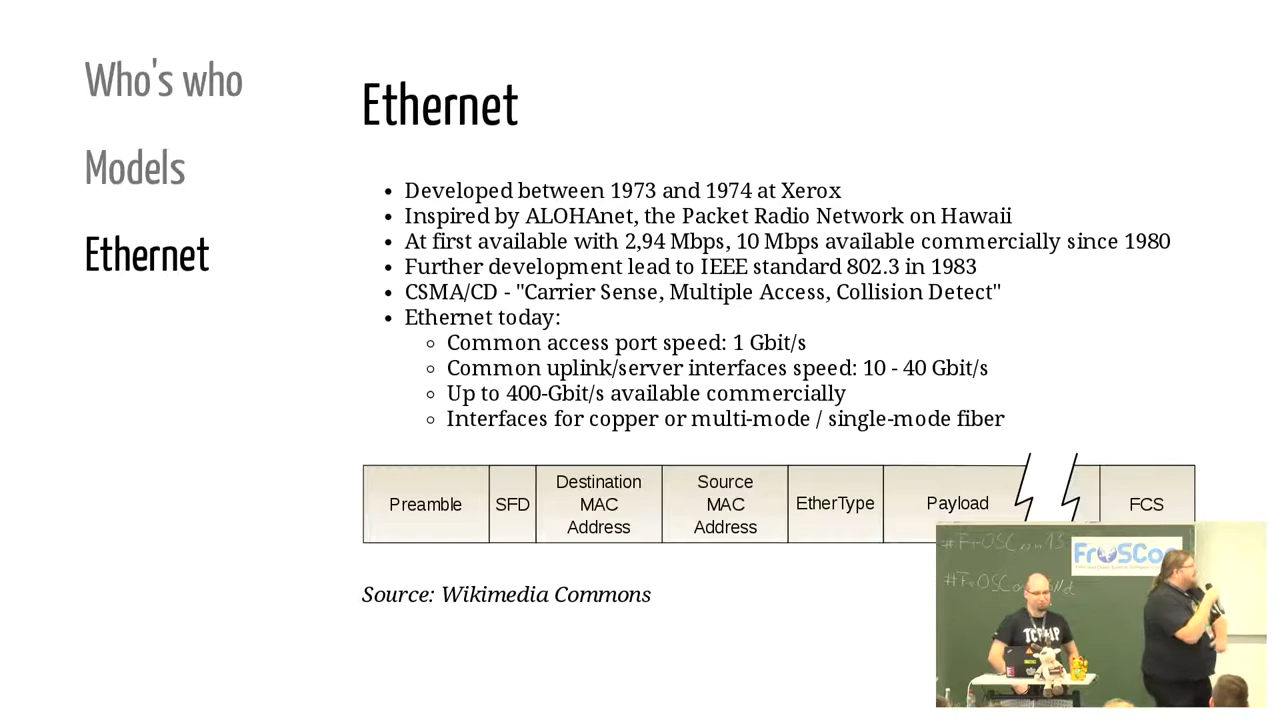 Who's who
Models
Ethernet
Ethernet
Developed between 1973 and 1974 at Xerox
Inspired by ALOHAnet, the Packet Radio Network on Hawaii
At first available with 2,94 Mbps, 10 Mbps available commercially since 1980
Further development lead to IEEE standard 802.3 in 1983
CSMA/CD - "Carrier Sense, Multiple Access, Collision Detect"
Ethernet today:
Common access port speed: 1 Gbit/s
Common uplink/server interfaces speed: 10 - 40 Gbit/s
Up to 400-Gbit/s available commercially
Interfaces for copper or multi-mode / single-mode fiber
Preamble
SFD
Destination
MAC
Address
Source
MAC
Address
EtherType
Payload
FCS
Source: Wikimedia Commons
#FrOSCon13
FrOSCo